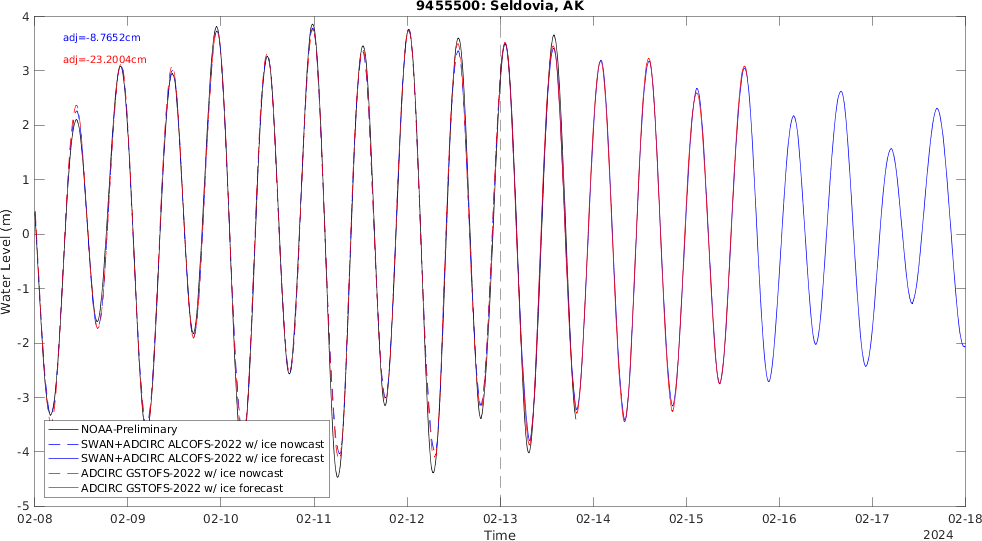 9455500: Seldovia, AK
adj=-8.7652cm
adj=-23.2004cm
4
3
2
1
0
-1
-2
-3
-4
-5
Water Level (m)
NOAA-Preliminary
SWAN+ADCIRC ALCOFS-2022 w/ ice nowcast
SWAN+ADCIRC ALCOFS-2022 w/ ice forecast
ADCIRC GSTOFS-2022 w/ ice nowcast
ADCIRC GSTOFS-2022 w/ ice forecast
02-08 02-09 02-10 02-11 02-12 02-13 02-14 02-15 02-16 02-17 02-18
Time
2024